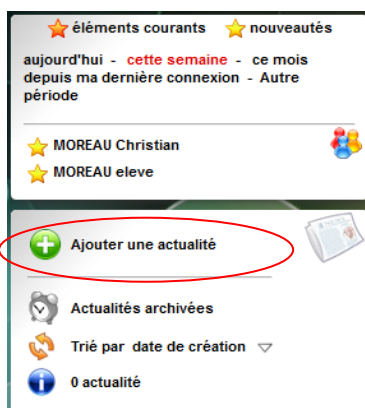 éléments courants nouveautés
aujourd'hui - cette semaine - ce mois
depuis ma dernière connexion - Autre
période
MOREAU Christian
MOREAU eleve
Ajouter une actualité
Actualités archivées
Trié par date de création
0 actualité